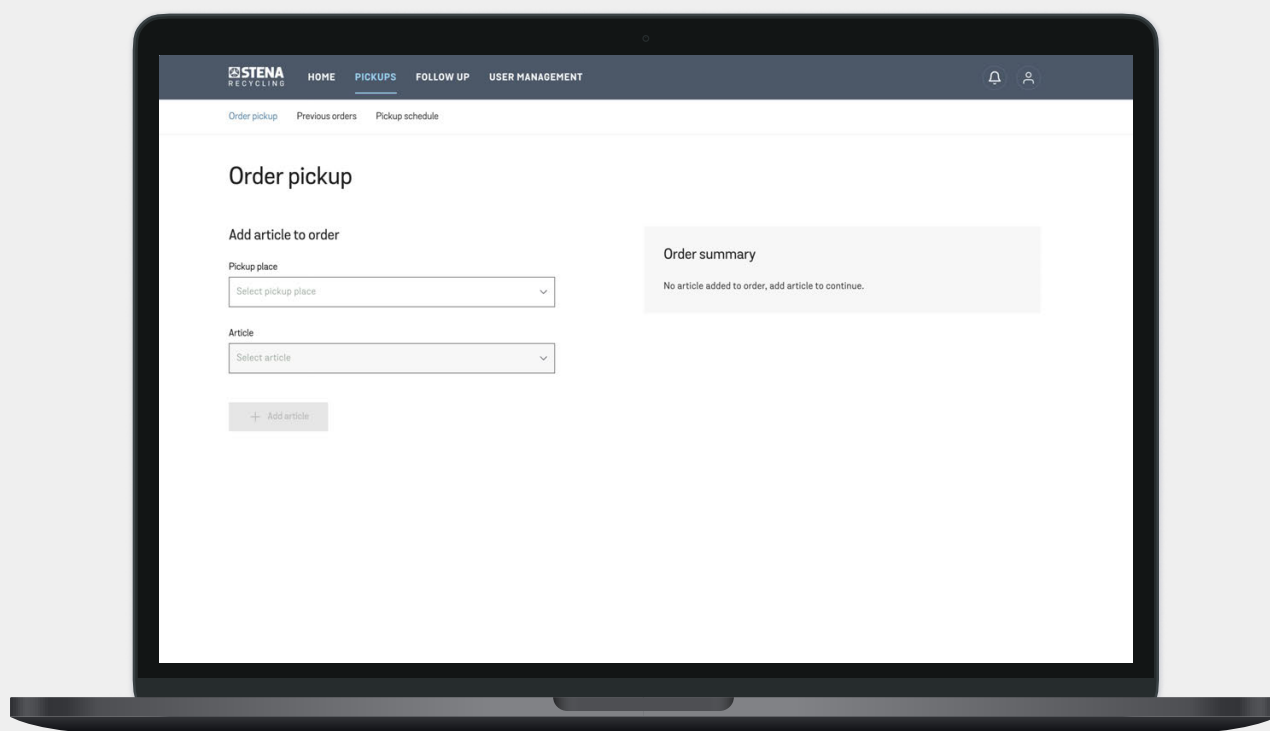 STENA
RECYCLING
HOME PICKUPS FOLLOW UP USER MANAGEMENT
Order pickup Previous orders Pickup schedule
Order pickup
Add article to order
Pickup place
Select pickup place
Article
Select article
+ Add article
Order summary
No article added to order, add article to continue.